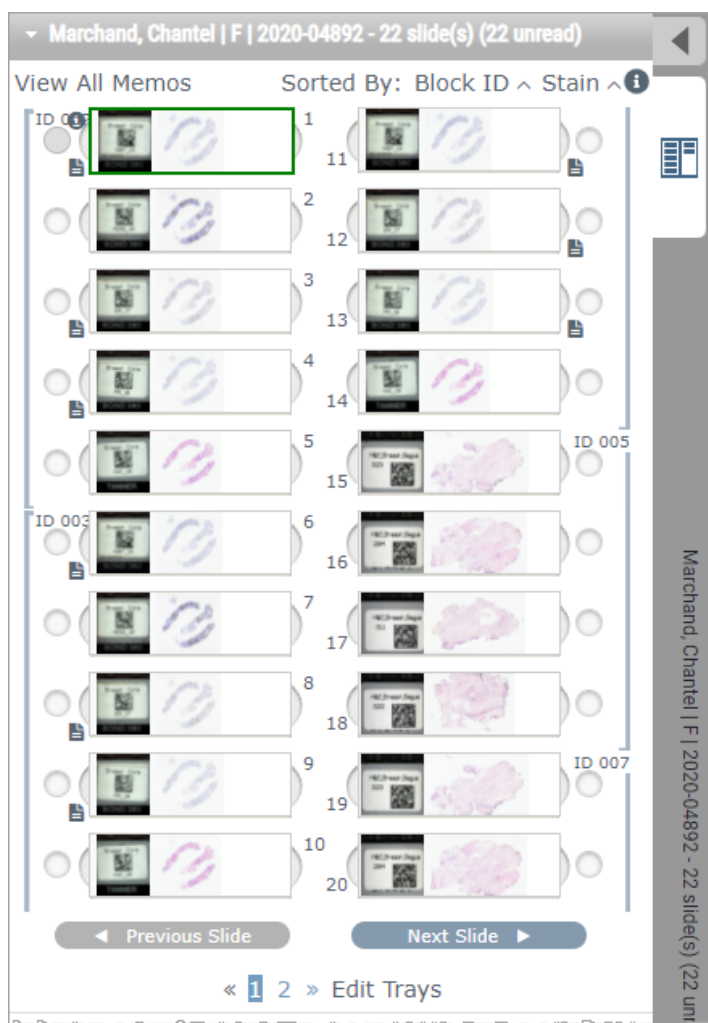 Marchand, Chantel | F | 2020-04892 - 22 slide(s) (22 unread)
View All Memos
Sorted By: Block ID ^ Stain ^
ID
1
11
2
12
3
13
4
14
5
ID 005
15
ID 003
6
16
7
17
8
18
9
ID 007
19
10
20
Previous Slide
Next Slide
« 1 2 » Edit Trays
Marchand, Chantel | F | 2020-04892 - 22 slide(s) (22 unr